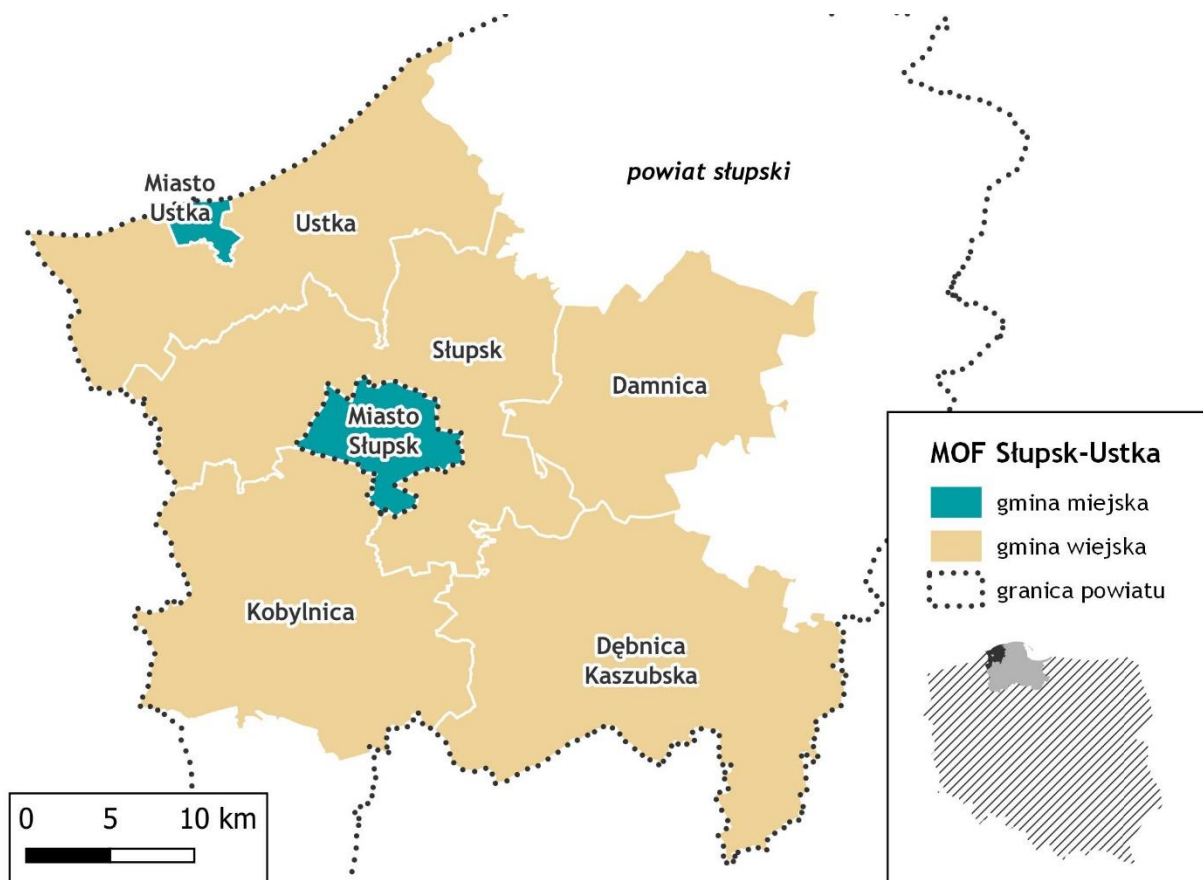 powiat słupski
Miasto
Ustka
Ustka
Słupsk
Damnica
Miasto
Słupsk
Kobylnica
Dębnica
Kaszubska
MOF Słupsk-Ustka
gmina miejska
gmina wiejska
granica powiatu
0 5 10 km